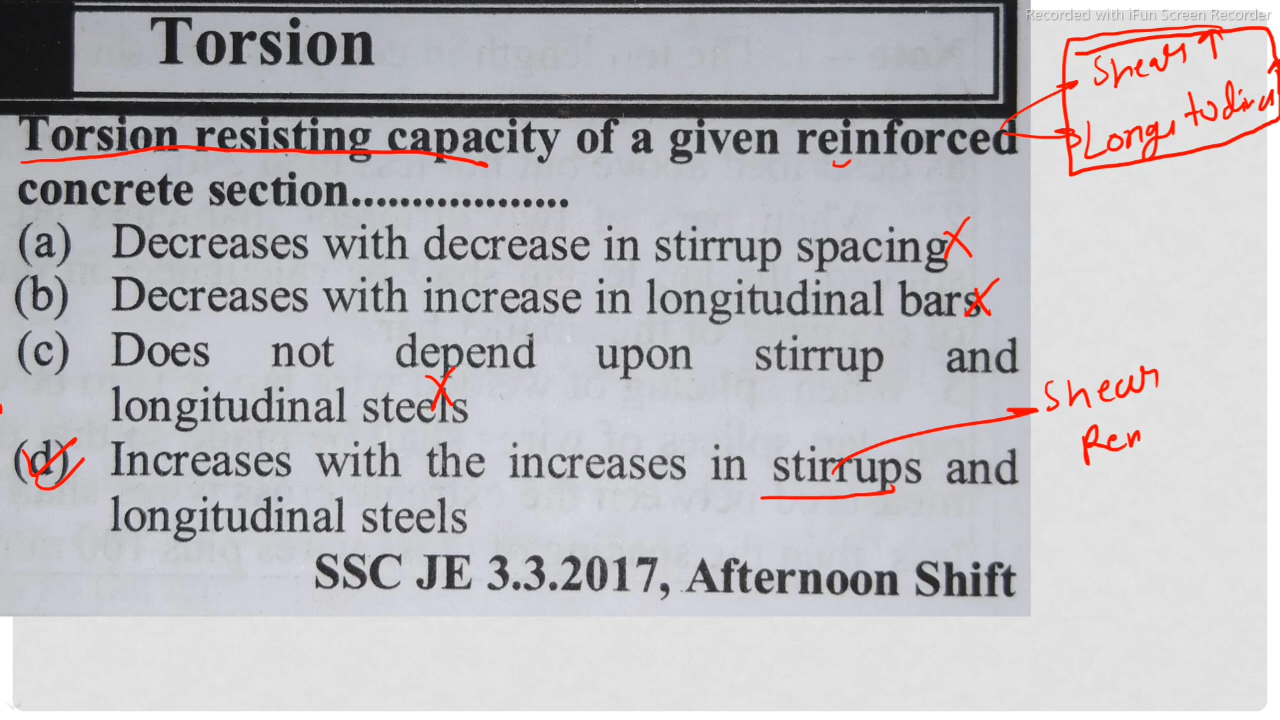 Recorded with iFun Screen Recorder
Torsion
Shear ↑
Torsion resisting capacity of a given reinforced
concrete section..................
(a) Decreases with decrease in stirrup spacing
(b) Decreases with increase in longitudinal bars
(c) Does not depend upon stirrup and
longitudinal steels
(d) Increases with the increases in stirrups and
longitudinal steels
Shear
SSC JE 3.3.2017, Afternoon Shift